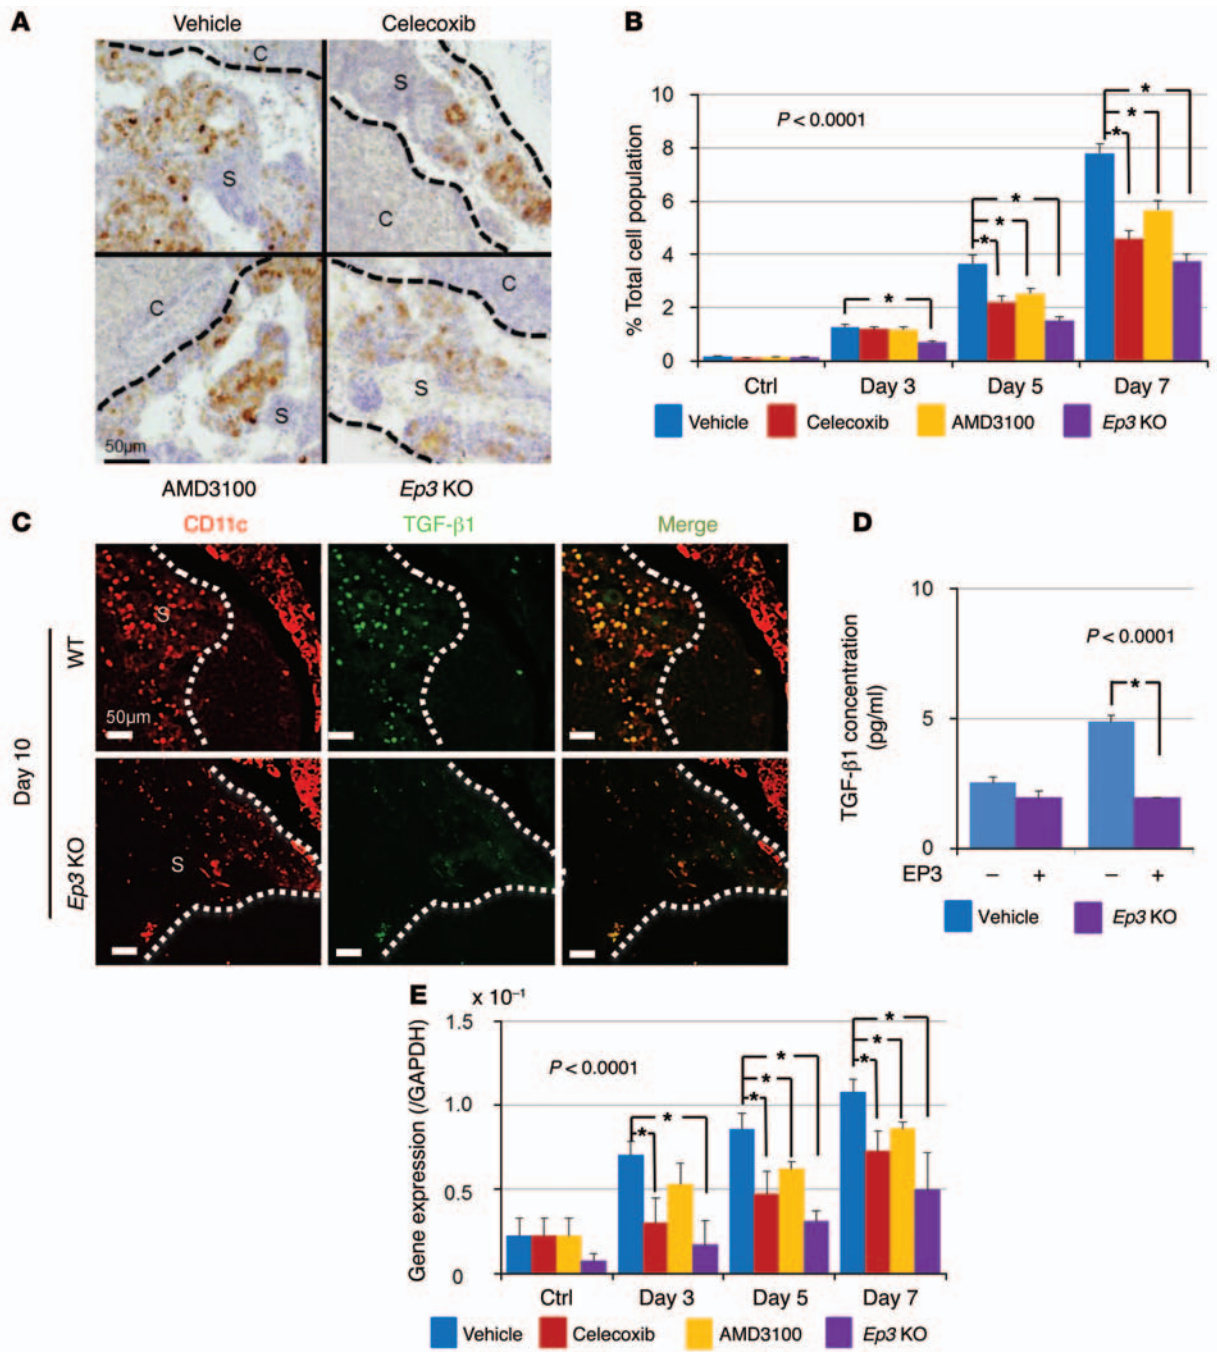 A
Vehicle
Celecoxib
C
S
S
C
C
S
C
S
50µm
AMD3100
Ep3 KO
B
% Total cell population
10
8
6
4
2
0
P < 0.0001
*
*
*
*
*
*
*
Ctrl
Day 3
Day 5
Day 7
Vehicle
Celecoxib
AMD3100
Ep3 KO
C
CD11c
TGF-β1
Merge
Day 10
WT
Ep3 KO
S
50µm
S
D
TGF-β1 concentration
(pg/ml)
10
5
0
P < 0.0001
*
EP3 – + – +
Vehicle
Ep3 KO
E
x 10⁻¹
Gene expression (/GAPDH)
1.5
1.0
0.5
0
P < 0.0001
*
*
*
*
*
*
*
*
Ctrl
Day 3
Day 5
Day 7
Vehicle
Celecoxib
AMD3100
Ep3 KO